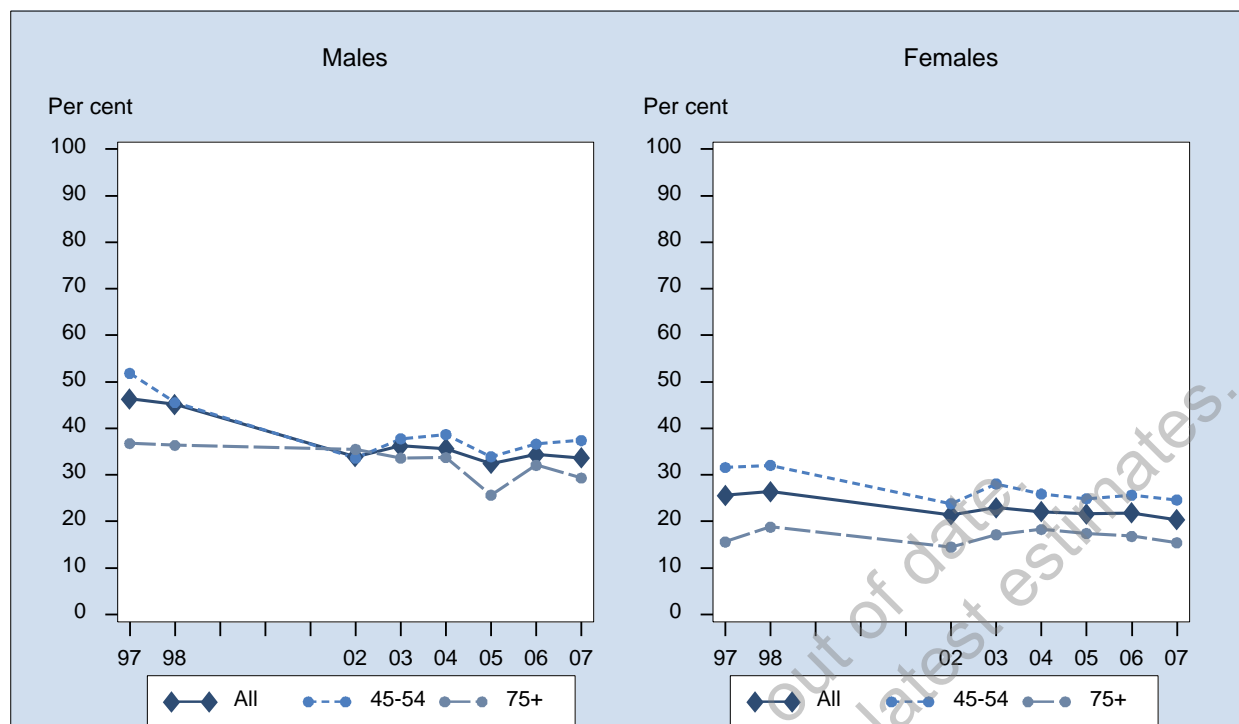 Males
Females
Per cent
Per cent
100
90
80
70
60
50
40
30
20
10
0
100
90
80
70
60
50
40
30
20
10
0
97 98 02 03 04 05 06 07
97 98 02 03 04 05 06 07
All 45-54 75+
All 45-54 75+
out of date.
latest estimates.